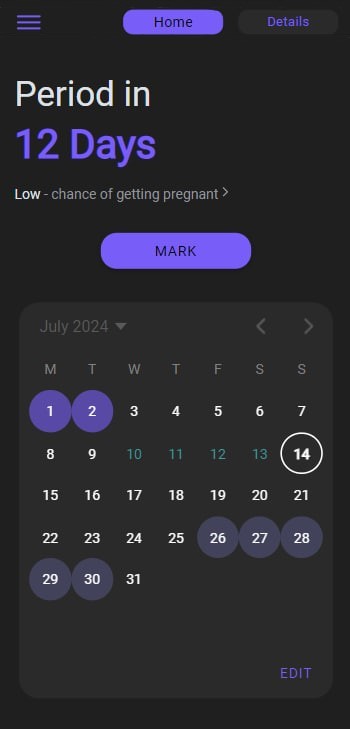 Home Details
Period in
12 Days
Low - chance of getting pregnant
MARK
July 2024
M T W T F S S
1 2 3 4 5 6 7
8 9 10 11 12 13 14
15 16 17 18 19 20 21
22 23 24 25 26 27 28
29 30 31
EDIT